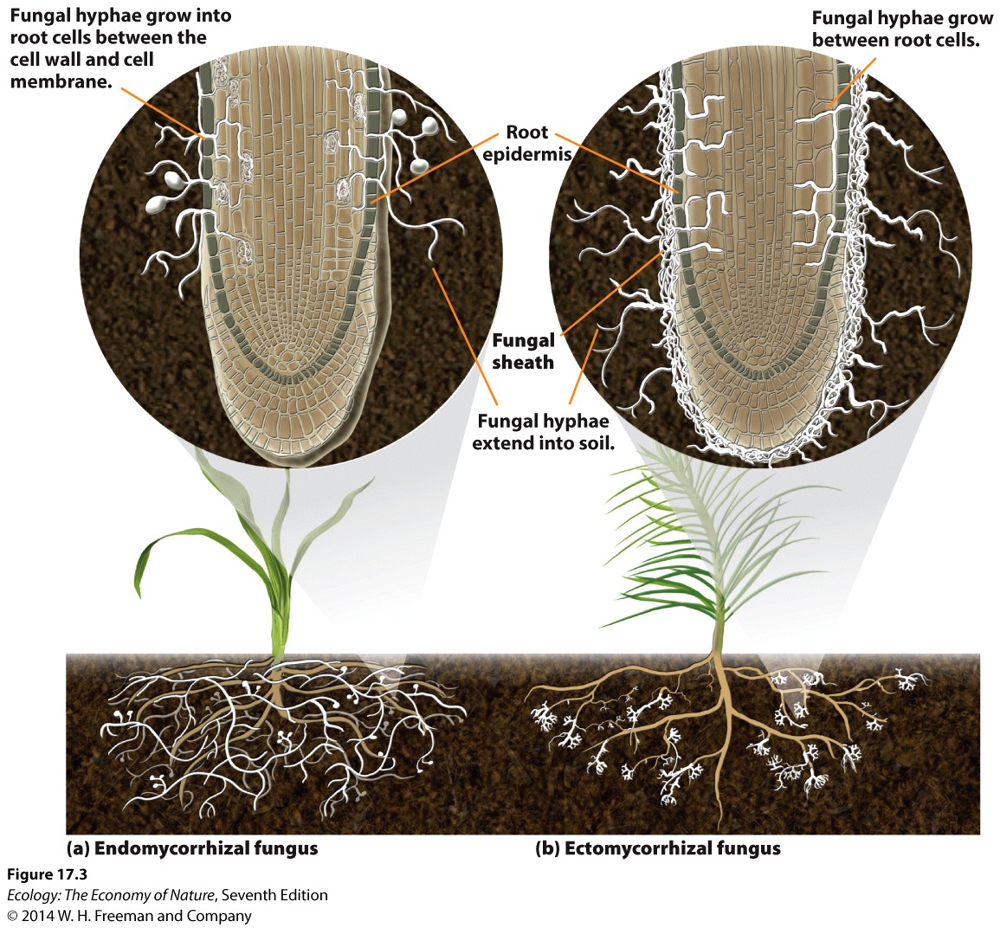 Fungal hyphae grow into
root cells between the
cell wall and cell
membrane.
Fungal hyphae grow
between root cells.
Root
epidermis
Fungal
sheath
Fungal hyphae
extend into soil.
(a) Endomycorrhizal fungus
(b) Ectomycorrhizal fungus
Figure 17.3
Ecology: The Economy of Nature, Seventh Edition
© 2014 W. H. Freeman and Company